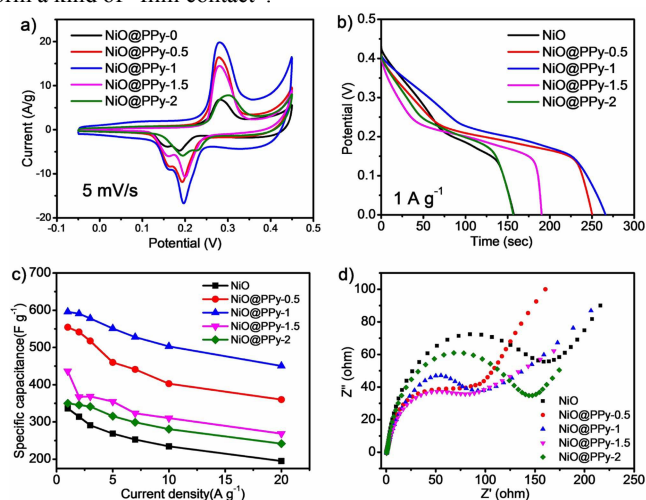 a kind of
a)
NiO@PPy-0
NiO@PPy-0.5
NiO@PPy-1
NiO@PPy-1.5
NiO@PPy-2
5 mV/s
Current (A/g)
20
10
0
-10
-20
-0.1 0.0 0.1 0.2 0.3 0.4 0.5
Potential (V)
b)
NiO
NiO@PPy-0.5
NiO@PPy-1
NiO@PPy-1.5
NiO@PPy-2
1 A g⁻¹
Potential (V)
0.5
0.4
0.3
0.2
0.1
0.0
0 50 100 150 200 250 300
Time (sec)
c)
NiO
NiO@PPy-0.5
NiO@PPy-1
NiO@PPy-1.5
NiO@PPy-2
Specific capacitance(F g⁻¹)
700
600
500
400
300
200
0 5 10 15 20
Current density(A g⁻¹)
d)
NiO
NiO@PPy-0.5
NiO@PPy-1
NiO@PPy-1.5
NiO@PPy-2
Z'' (ohm)
100
80
60
40
20
0
0 50 100 150 200 250
Z' (ohm)